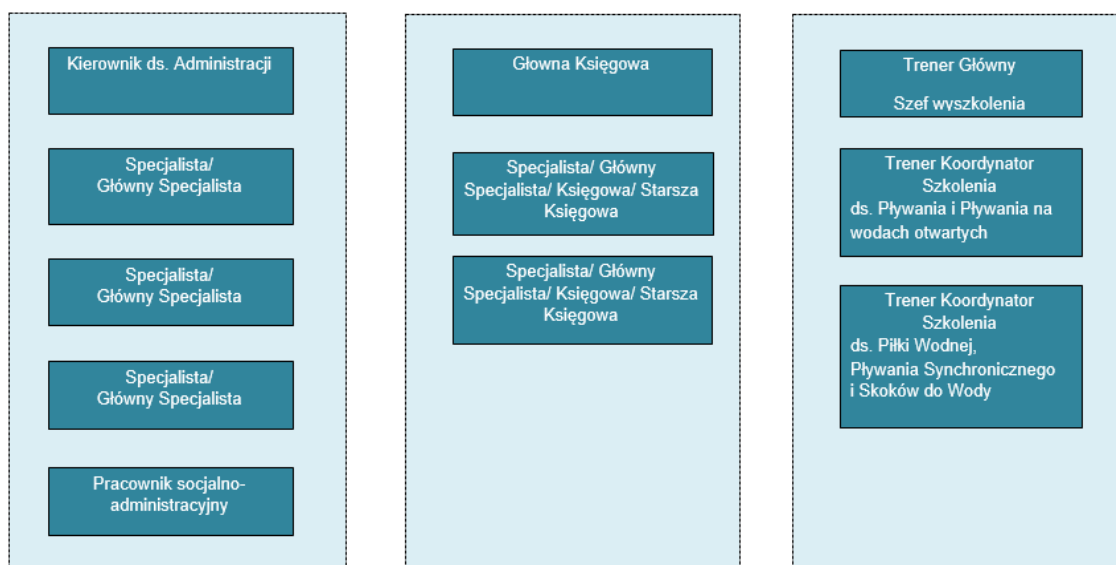 Kierownik ds. Administracji
Specjalista/
Główny Specjalista
Specjalista/
Główny Specjalista
Specjalista/
Główny Specjalista
Pracownik socjalno-
administracyjny
Głowna Księgowa
Specjalista/ Główny
Specjalista/ Księgowa/ Starsza
Księgowa
Specjalista/ Główny
Specjalista/ Księgowa/ Starsza
Księgowa
Trener Główny
Szef wyszkolenia
Trener Koordynator
Szkolenia
ds. Pływania i Pływania na
wodach otwartych
Trener Koordynator
Szkolenia
ds. Piłki Wodnej,
Pływania Synchronicznego
i Skoków do Wody